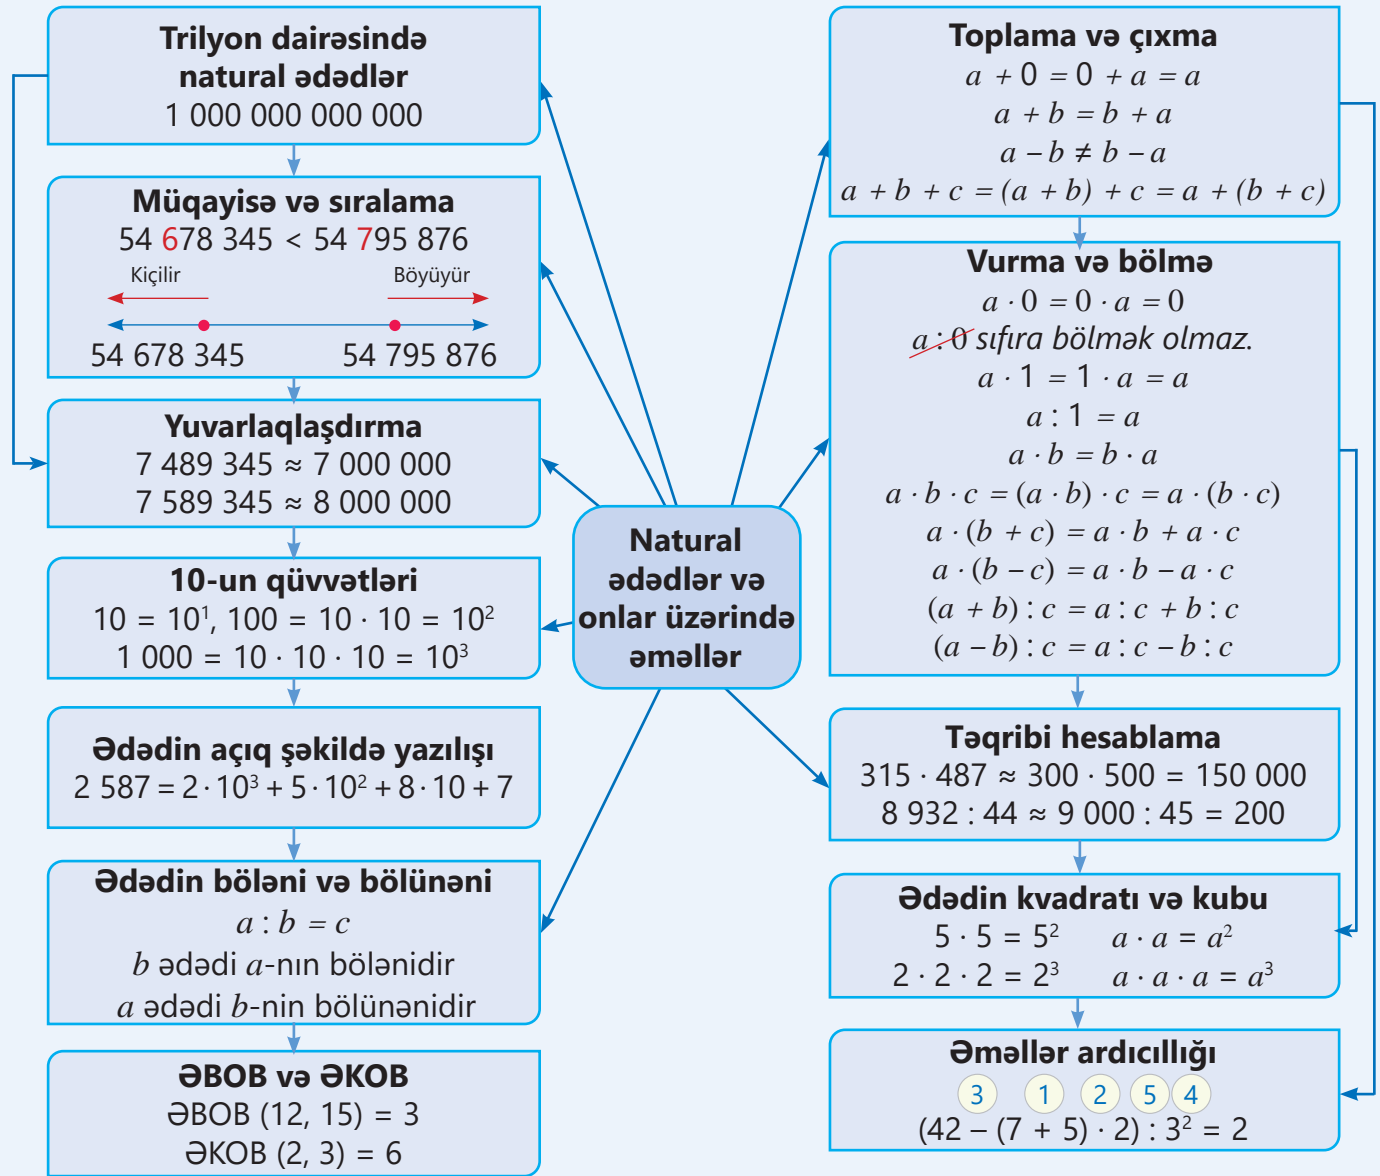 Trilyon dairəsində
natural ədədlər
1 000 000 000 000
Müqayisə və sıralama
54 678 345 < 54 795 876
Kiçilir Böyüyür
54 678 345 54 795 876
Yuvarlaqlaşdırma
7 489 345 ≈ 7 000 000
7 589 345 ≈ 8 000 000
10-un qüvvətləri
10 = 10¹, 100 = 10 · 10 = 10²
1 000 = 10 · 10 · 10 = 10³
Ədədin açıq şəkildə yazılışı
2 587 = 2 · 10³ + 5 · 10² + 8 · 10 + 7
Ədədin böləni və bölünəni
a : b = c
b ədədi a-nın bölənidir
a ədədi b-nin bölünənidir
ƏBOB və ƏKOB
ƏBOB (12, 15) = 3
ƏKOB (2, 3) = 6
Natural
ədədlər və
onlar üzərində
əməllər
Toplama və çıxma
a + 0 = 0 + a = a
a + b = b + a
a – b ≠ b – a
a + b + c = (a + b) + c = a + (b + c)
Vurma və bölmə
a · 0 = 0 · a = 0
a : 0 sıfıra bölmək olmaz.
a · 1 = 1 · a = a
a : 1 = a
a · b = b · a
a · b · c = (a · b) · c = a · (b · c)
a · (b + c) = a · b + a · c
a · (b – c) = a · b – a · c
(a + b) : c = a : c + b : c
(a – b) : c = a : c – b : c
Təqribi hesablama
315 · 487 ≈ 300 · 500 = 150 000
8 932 : 44 ≈ 9 000 : 45 = 200
Ədədin kvadratı və kubu
5 · 5 = 5² a · a = a²
2 · 2 · 2 = 2³ a · a · a = a³
Əməllər ardıcıllığı
3 1 2 5 4
(42 – (7 + 5) · 2) : 3² = 2